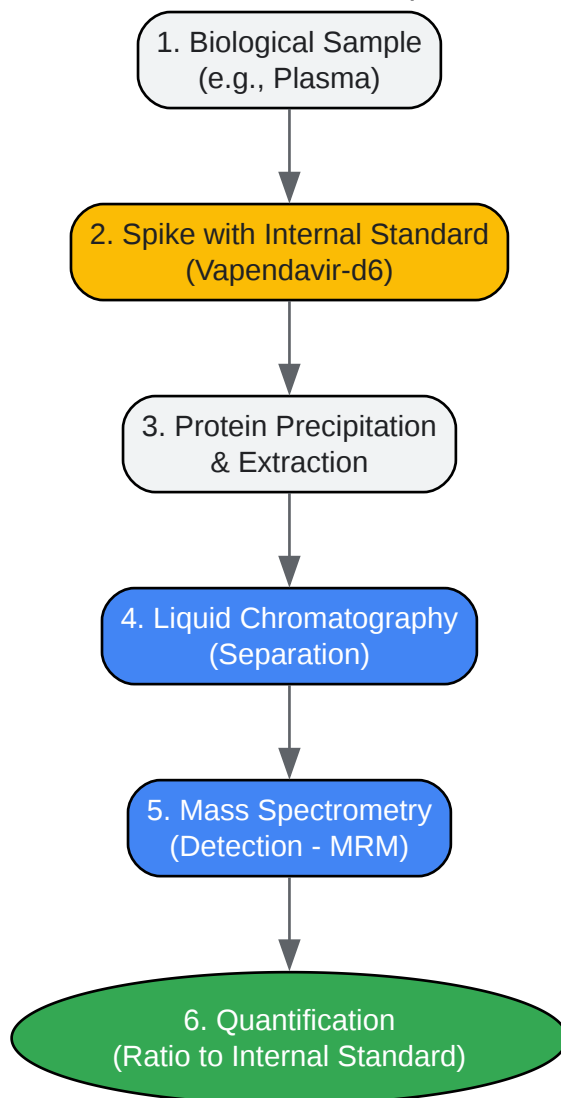 1. Biological Sample
(e.g., Plasma)
2. Spike with Internal Standard
(Vapendavir-d6)
3. Protein Precipitation
& Extraction
4. Liquid Chromatography
(Separation)
5. Mass Spectrometry
(Detection - MRM)
6. Quantification
(Ratio to Internal Standard)